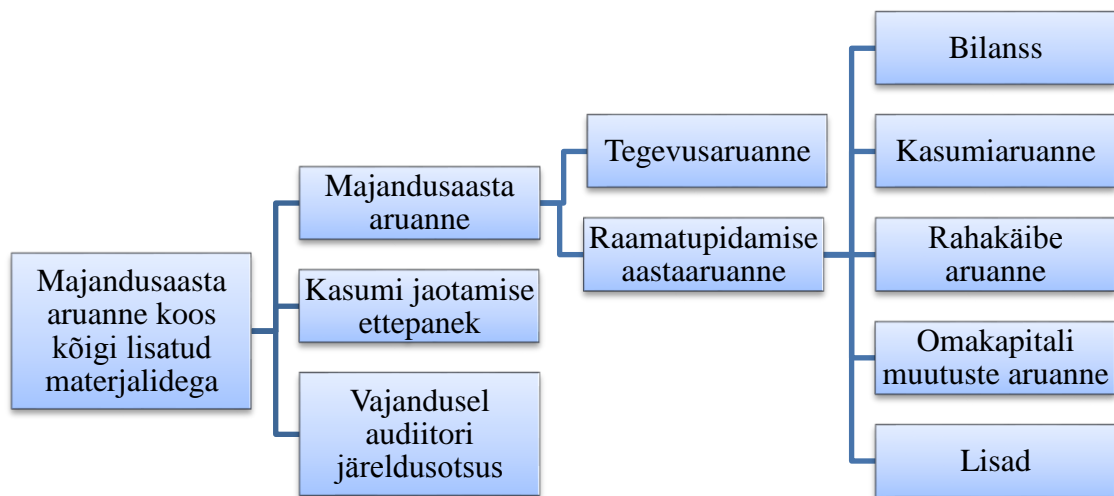 Majandusaasta
aruanne koos
kõigi lisatud
materjalidega
Majandusaasta
aruanne
Kasumi jaotamise
ettepanek
Vajandusel
audiitori
järeldusotsus
Tegevusaruanne
Raamatupidamise
aastaaruanne
Bilanss
Kasumiaruanne
Rahakäibe
aruanne
Omakapitali
muutuste aruanne
Lisad